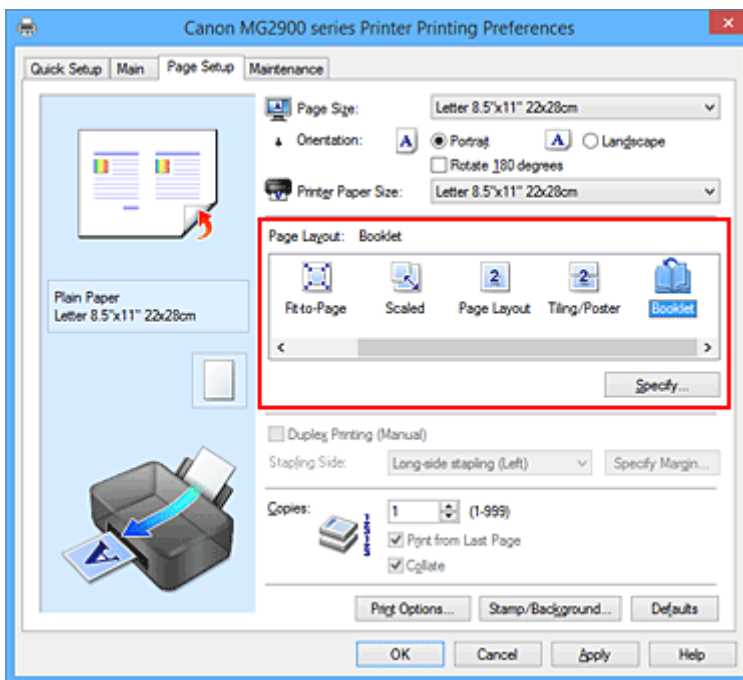 Canon MG2900 series Printer Printing Preferences
Quick Setup Main Page Setup Maintenance
Page Size: Letter 8.5"x11" 22x28cm
Orientation: A Portrait A Landscape
Rotate 180 degrees
Printer Paper Size: Letter 8.5"x11" 22x28cm
Page Layout: Booklet
2 2
Fit-to-Page Scaled Page Layout Tiling/Poster Booklet
Plain Paper
Letter 8.5"x11" 22x28cm
Specify...
Duplex Printing (Manual)
Stapling Side: Long-side stapling (Left) Specify Margin...
Copies: 1 (1-999)
Print from Last Page
Collate
A
Print Options... Stamp/Background... Defaults
OK Cancel Apply Help